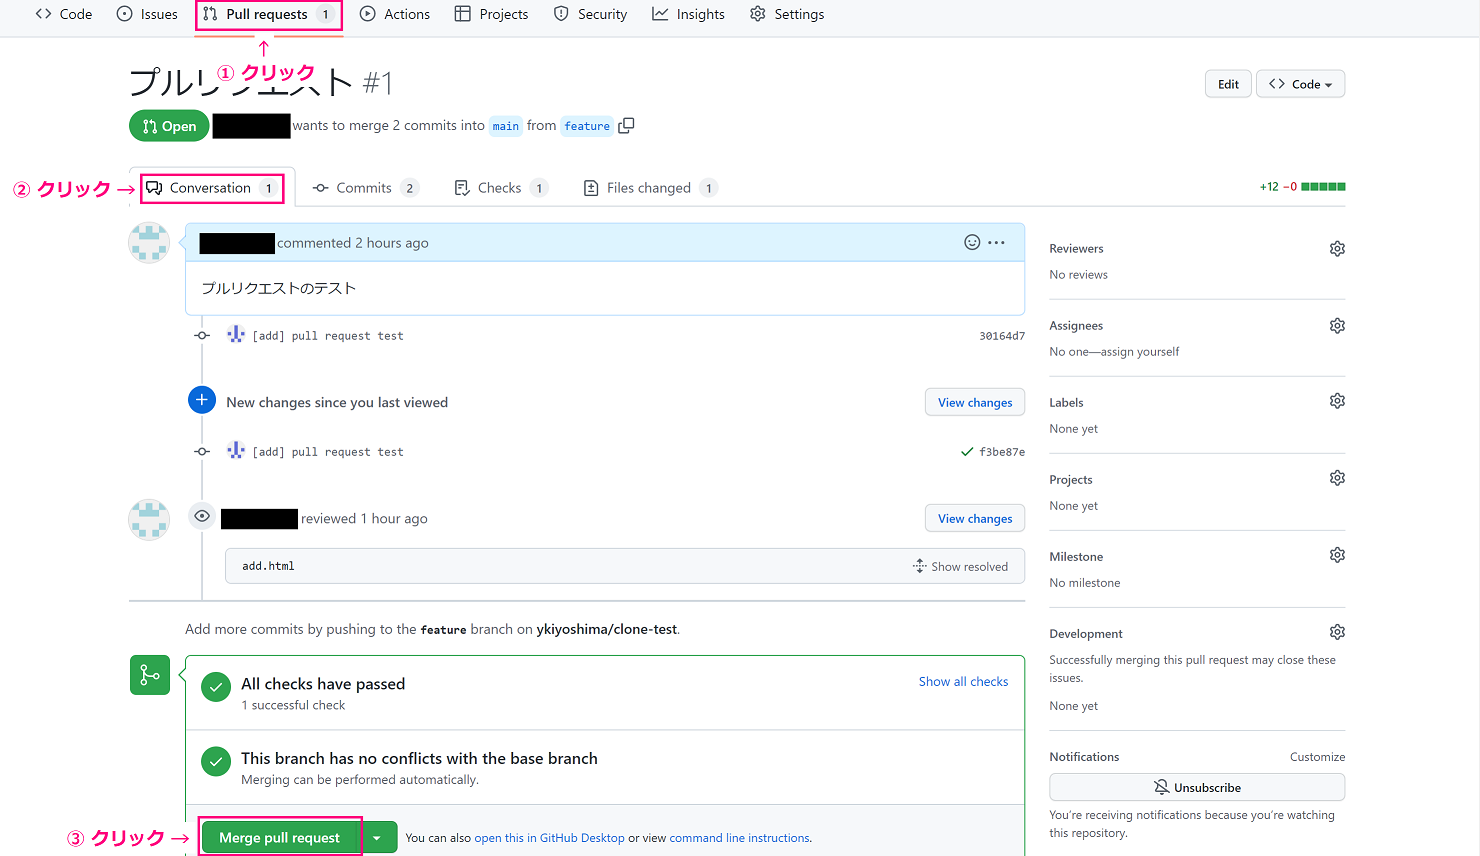 Code Issues Pull requests 1 Actions Projects Security Insights Settings
① クリック
プルリクエスト #1
Edit Code
Open wants to merge 2 commits into main from feature
② クリック → Conversation 1 Commits 2 Checks 1 Files changed 1 +12 −0
commented 2 hours ago
プルリクエストのテスト
[add] pull request test 30164d7
New changes since you last viewed View changes
[add] pull request test f3be87e
reviewed 1 hour ago View changes
add.html Show resolved
Add more commits by pushing to the feature branch on ykiyoshima/clone-test.
All checks have passed Show all checks
1 successful check
This branch has no conflicts with the base branch
Merging can be performed automatically.
③ クリック → Merge pull request You can also open this in GitHub Desktop or view command line instructions.
Reviewers
No reviews
Assignees
No one—assign yourself
Labels
None yet
Projects
None yet
Milestone
No milestone
Development
Successfully merging this pull request may close these
issues.
None yet
Notifications Customize
Unsubscribe
You're receiving notifications because you're watching
this repository.